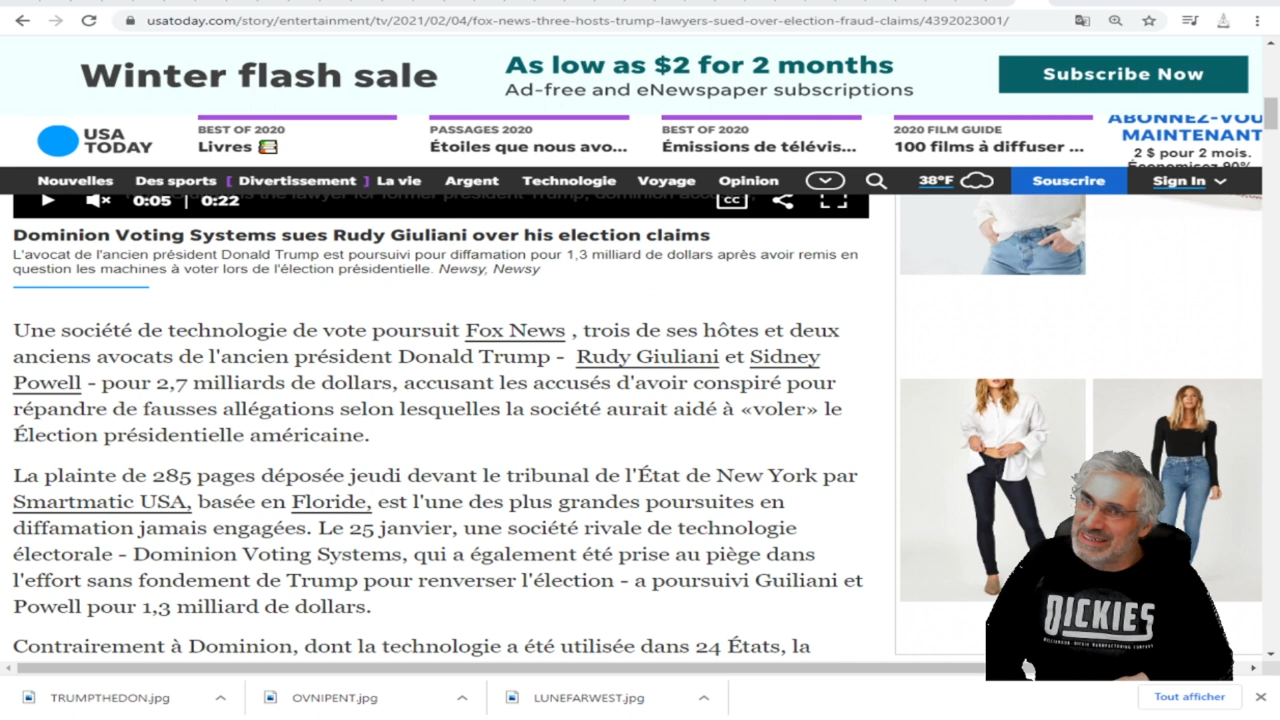 usatoday.com/story/entertainment/tv/2021/02/04/fox-news-three-hosts-trump-lawyers-sued-over-election-fraud-claims/4392023001/
Winter flash sale
As low as $2 for 2 months
Ad-free and eNewspaper subscriptions
Subscribe Now
USA
TODAY
BEST OF 2020
Livres
PASSAGES 2020
Étoiles que nous avo...
BEST OF 2020
Émissions de télévis...
2020 FILM GUIDE
100 films à diffuser ...
ABONNEZ-VOU
MAINTENANT
2 $ pour 2 mois.
Économisez 90%
Nouvelles Des sports [ Divertissement ] La vie Argent Technologie Voyage Opinion 38°F Souscrire Sign In
0:05 | 0:22 CC
Dominion Voting Systems sues Rudy Giuliani over his election claims
L'avocat de l'ancien président Donald Trump est poursuivi pour diffamation pour 1,3 milliard de dollars après avoir remis en
question les machines à voter lors de l'élection présidentielle. Newsy, Newsy
Une société de technologie de vote poursuit Fox News , trois de ses hôtes et deux
anciens avocats de l'ancien président Donald Trump - Rudy Giuliani et Sidney
Powell - pour 2,7 milliards de dollars, accusant les accusés d'avoir conspiré pour
répandre de fausses allégations selon lesquelles la société aurait aidé à «voler» le
Élection présidentielle américaine.
La plainte de 285 pages déposée jeudi devant le tribunal de l'État de New York par
Smartmatic USA, basée en Floride, est l'une des plus grandes poursuites en
diffamation jamais engagées. Le 25 janvier, une société rivale de technologie
électorale - Dominion Voting Systems, qui a également été prise au piège dans
l'effort sans fondement de Trump pour renverser l'élection - a poursuivi Guiliani et
Powell pour 1,3 milliard de dollars.
Contrairement à Dominion, dont la technologie a été utilisée dans 24 États, la
DICKIES
TRUMPTHEDON.jpg
OVNIPENT.jpg
LUNEFARWEST.jpg
Tout afficher